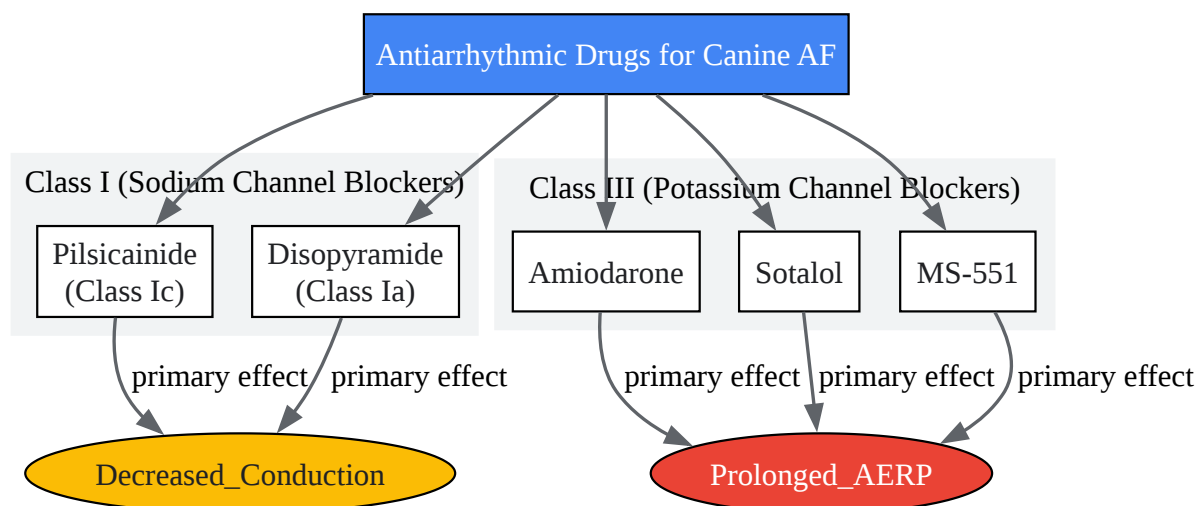 Antiarrhythmic Drugs for Canine AF
Class I (Sodium Channel Blockers)
Class III (Potassium Channel Blockers)
Pilsicainide
(Class Ic)
Disopyramide
(Class Ia)
Amiodarone
Sotalol
MS-551
primary effect
primary effect
primary effect
primary effect
primary effect
Decreased_Conduction
Prolonged_AERP